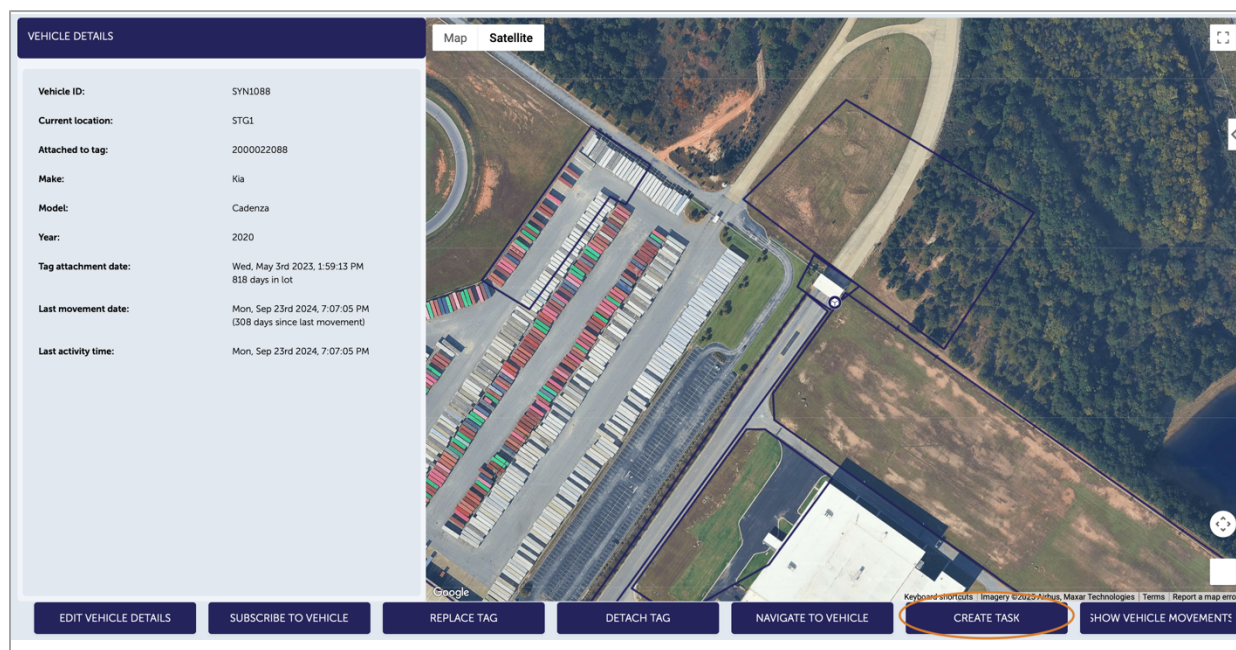 VEHICLE DETAILS
Map Satellite
Vehicle ID: SYN1088
Current location: STG1
Attached to tag: 2000022088
Make: Kia
Model: Cadenza
Year: 2020
Tag attachment date: Wed, May 3rd 2023, 1:59:13 PM
818 days in lot
Last movement date: Mon, Sep 23rd 2024, 7:07:05 PM
(308 days since last movement)
Last activity time: Mon, Sep 23rd 2024, 7:07:05 PM
Google
Keyboard shortcuts Imagery ©2025 Airbus, Maxar Technologies Terms Report a map erro
EDIT VEHICLE DETAILS SUBSCRIBE TO VEHICLE REPLACE TAG DETACH TAG NAVIGATE TO VEHICLE CREATE TASK SHOW VEHICLE MOVEMENTS